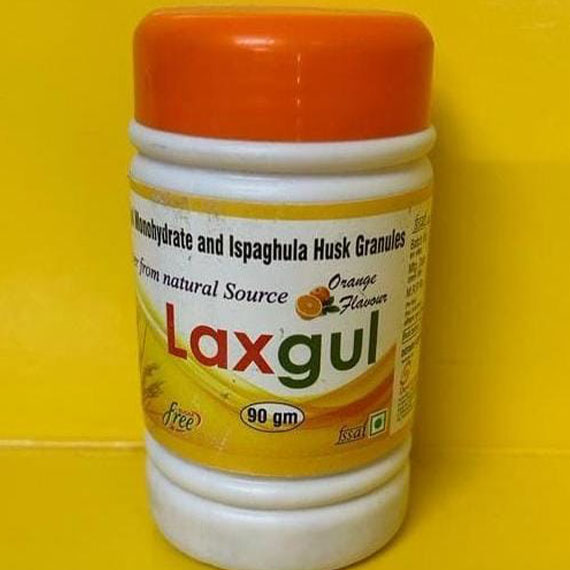 Monohydrate and Ispaghula Husk Granules
from natural Source
Orange
Flavour
Laxgul
free
90 gm
fssai